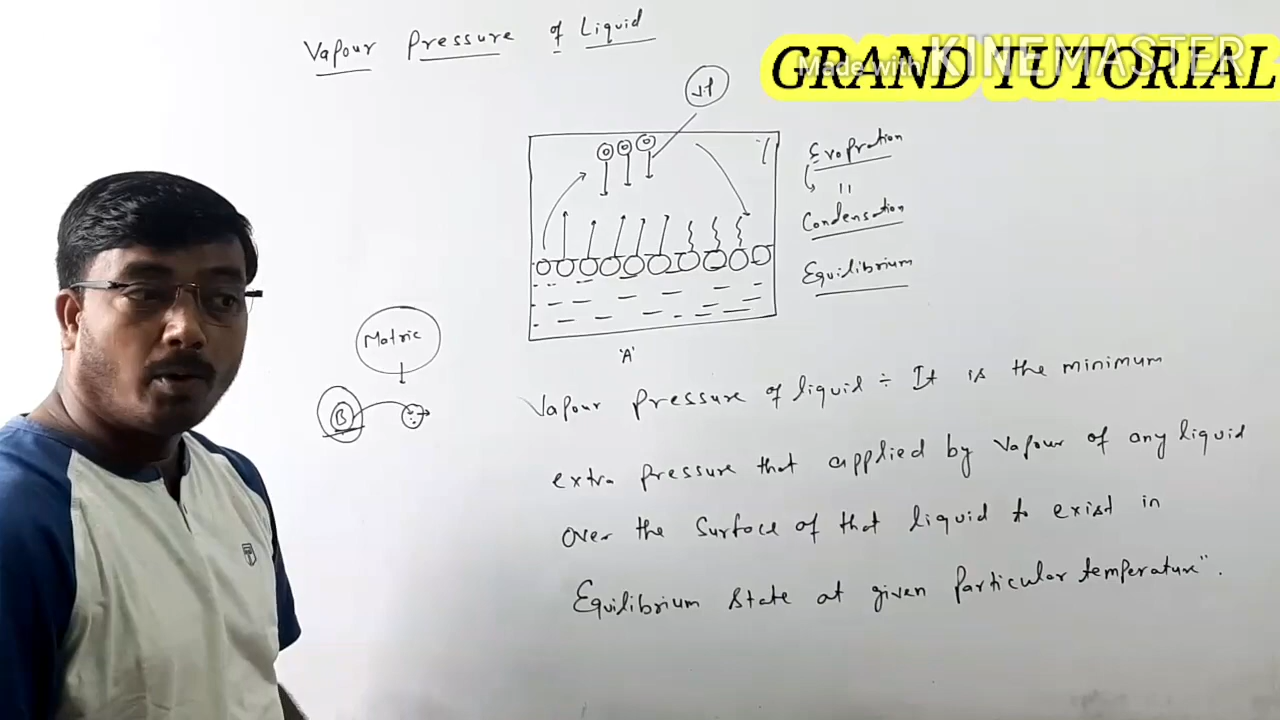 Vapour Pressure of Liquid
GRAND TUTORIAL
Made with KINEMASTER
V.P
Evopration
=
Condensation
Equilibrium
'A'
Matric
B
Vapour Pressure of liquid ÷ It is the minimum
extra pressure that applied by vapour of any liquid
over the surface of that liquid to exist in
Equilibrium state at given particular temperature".